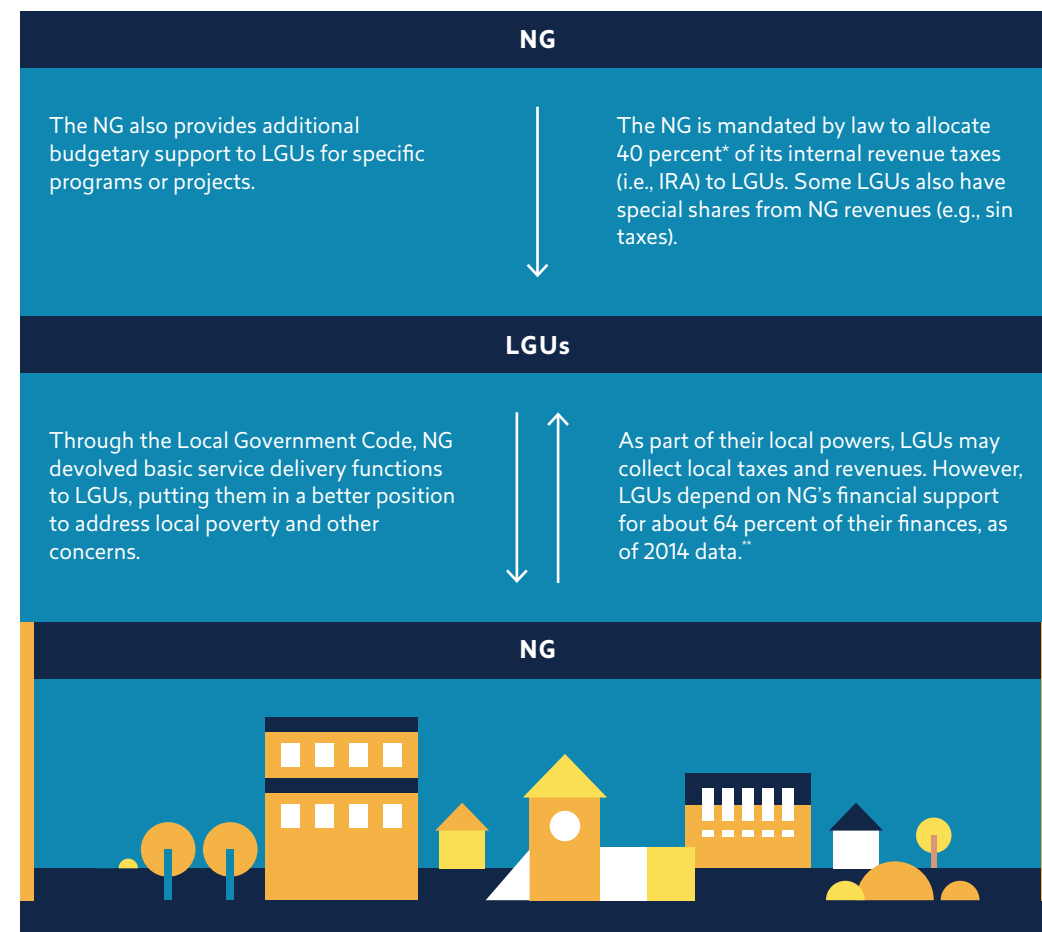 NG
The NG also provides additional
budgetary support to LGUs for specific
programs or projects.
The NG is mandated by law to allocate
40 percent* of its internal revenue taxes
(i.e., IRA) to LGUs. Some LGUs also have
special shares from NG revenues (e.g., sin
taxes).
LGUs
Through the Local Government Code, NG
devolved basic service delivery functions
to LGUs, putting them in a better position
to address local poverty and other
concerns.
As part of their local powers, LGUs may
collect local taxes and revenues. However,
LGUs depend on NG’s financial support
for about 64 percent of their finances, as
of 2014 data.**
NG